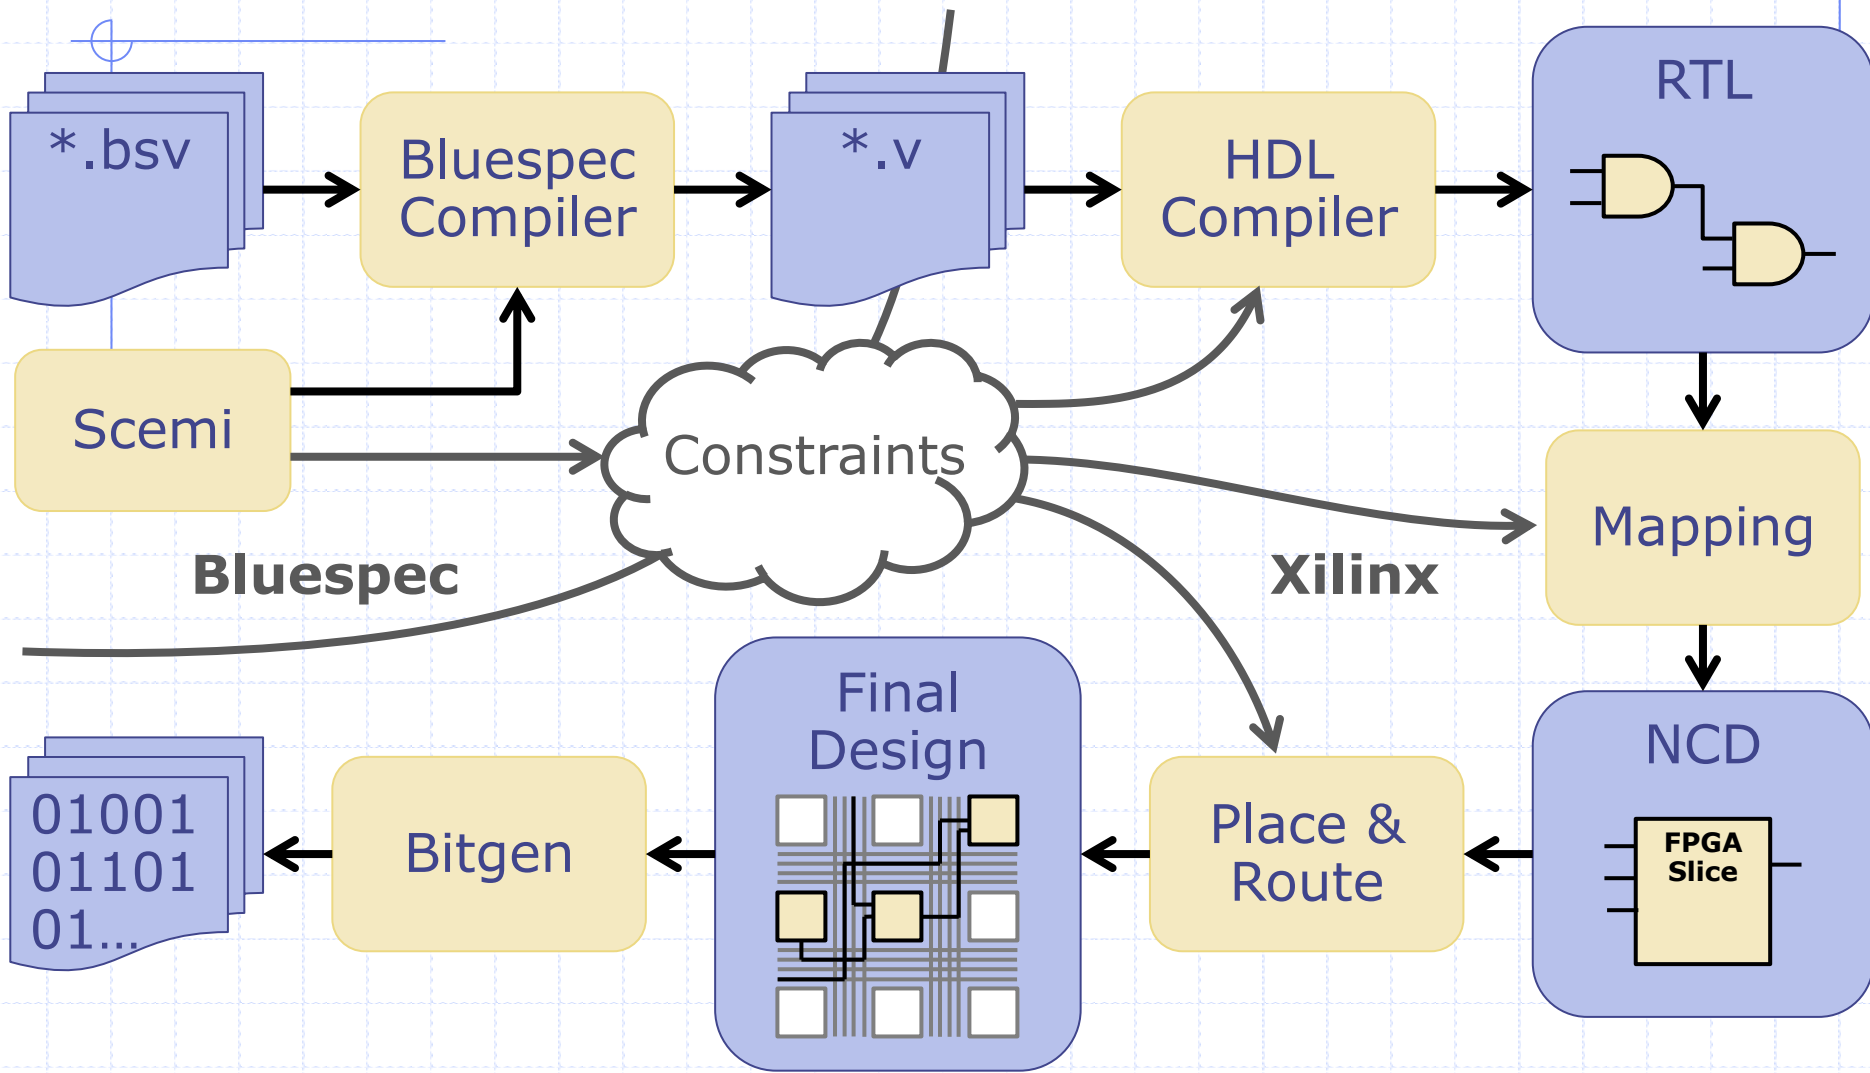 *.bsv
Bluespec
Compiler
*.v
HDL
Compiler
RTL
Scemi
Constraints
Mapping
Bluespec
Xilinx
Final
Design
NCD
FPGA
Slice
Place &
Route
Bitgen
01001
01101
01...